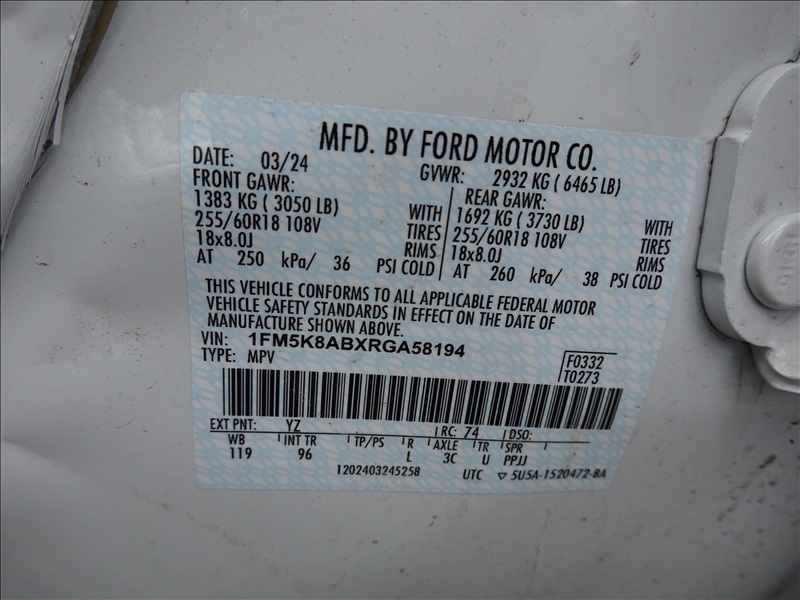 MFD. BY FORD MOTOR CO.
DATE: 03/24 GVWR: 2932 KG ( 6465 LB)
FRONT GAWR: REAR GAWR:
1383 KG ( 3050 LB) WITH 1692 KG ( 3730 LB) WITH
255/60R18 108V TIRES 255/60R18 108V TIRES
18x8.0J RIMS 18x8.0J RIMS
AT 250 kPa/ 36 PSI COLD AT 260 kPa/ 38 PSI COLD
THIS VEHICLE CONFORMS TO ALL APPLICABLE FEDERAL MOTOR
VEHICLE SAFETY STANDARDS IN EFFECT ON THE DATE OF
MANUFACTURE SHOWN ABOVE.
VIN: 1FM5K8ABXRGA58194
TYPE: MPV F0332
T0273
EXT PNT: YZ RC: 74 DSO:
WB INT TR TP/PS R AXLE TR SPR
119 96 L 3C U PPJJ
1202403245258 UTC ▽ 5U5A-1520472-BA